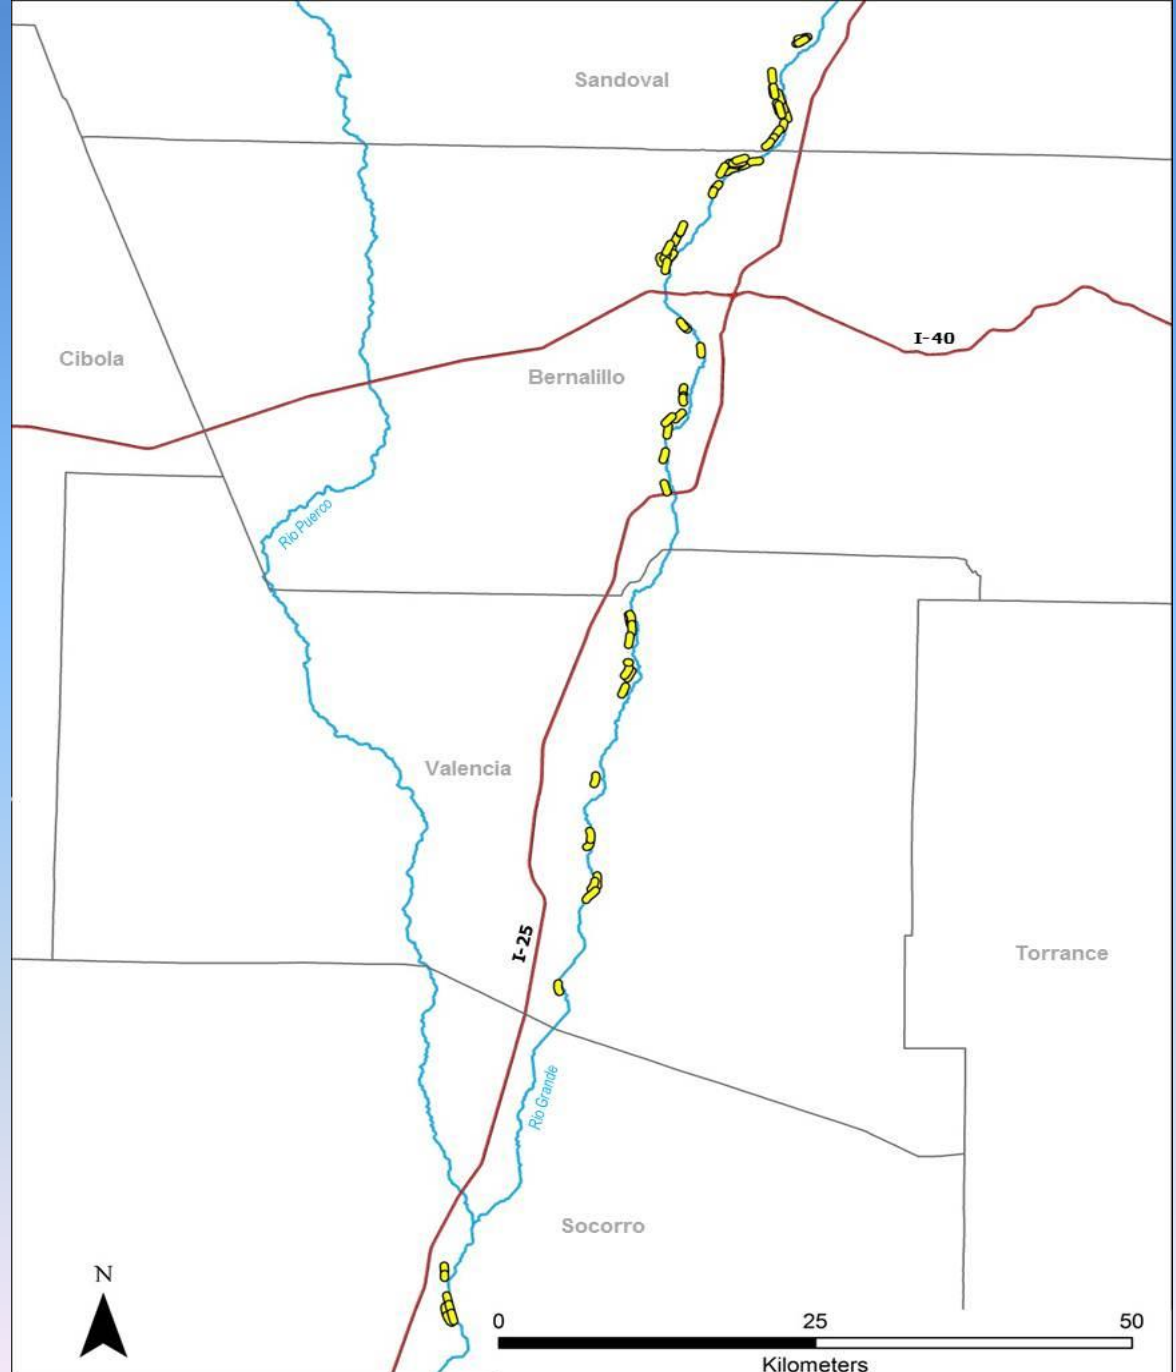 Sandoval
I-40
Cibola
Bernalillo
Rio Puerco
Valencia
I-25
Torrance
Rio Grande
Socorro
N
0 25 50
Kilometers